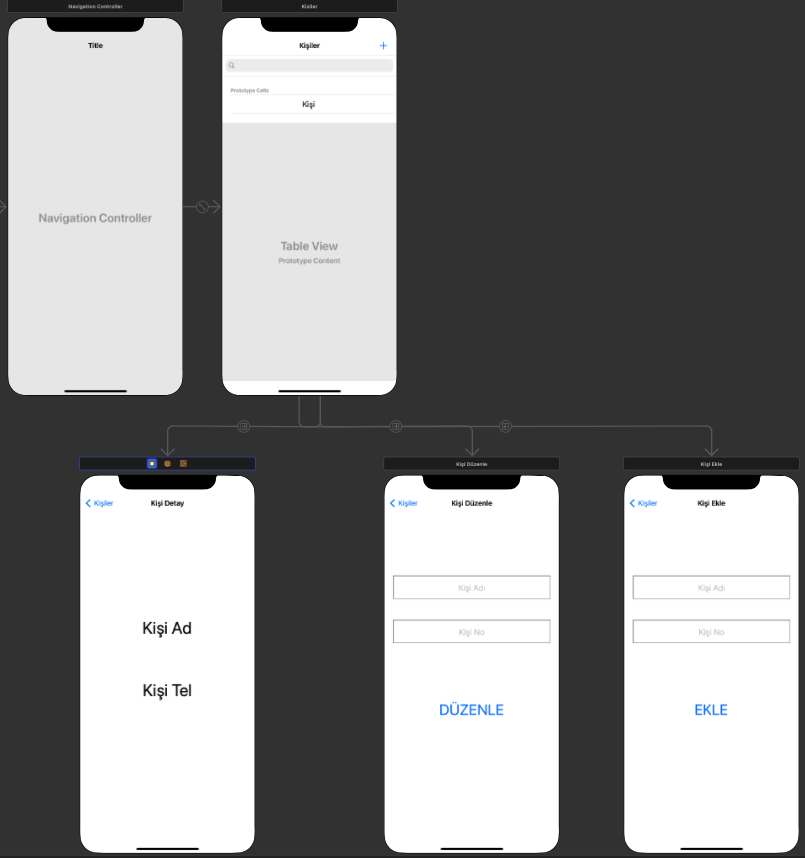 Navigation Controller
Kişiler
Title
Kişiler
Prototype Cells
Kişi
Navigation Controller
Table View
Prototype Content
Kişi Düzenle
Kişi Ekle
Kişiler
Kişi Detay
Kişiler
Kişi Düzenle
Kişiler
Kişi Ekle
Kişi Ad
Kişi Tel
Kişi Adı
Kişi No
DÜZENLE
Kişi Adı
Kişi No
EKLE